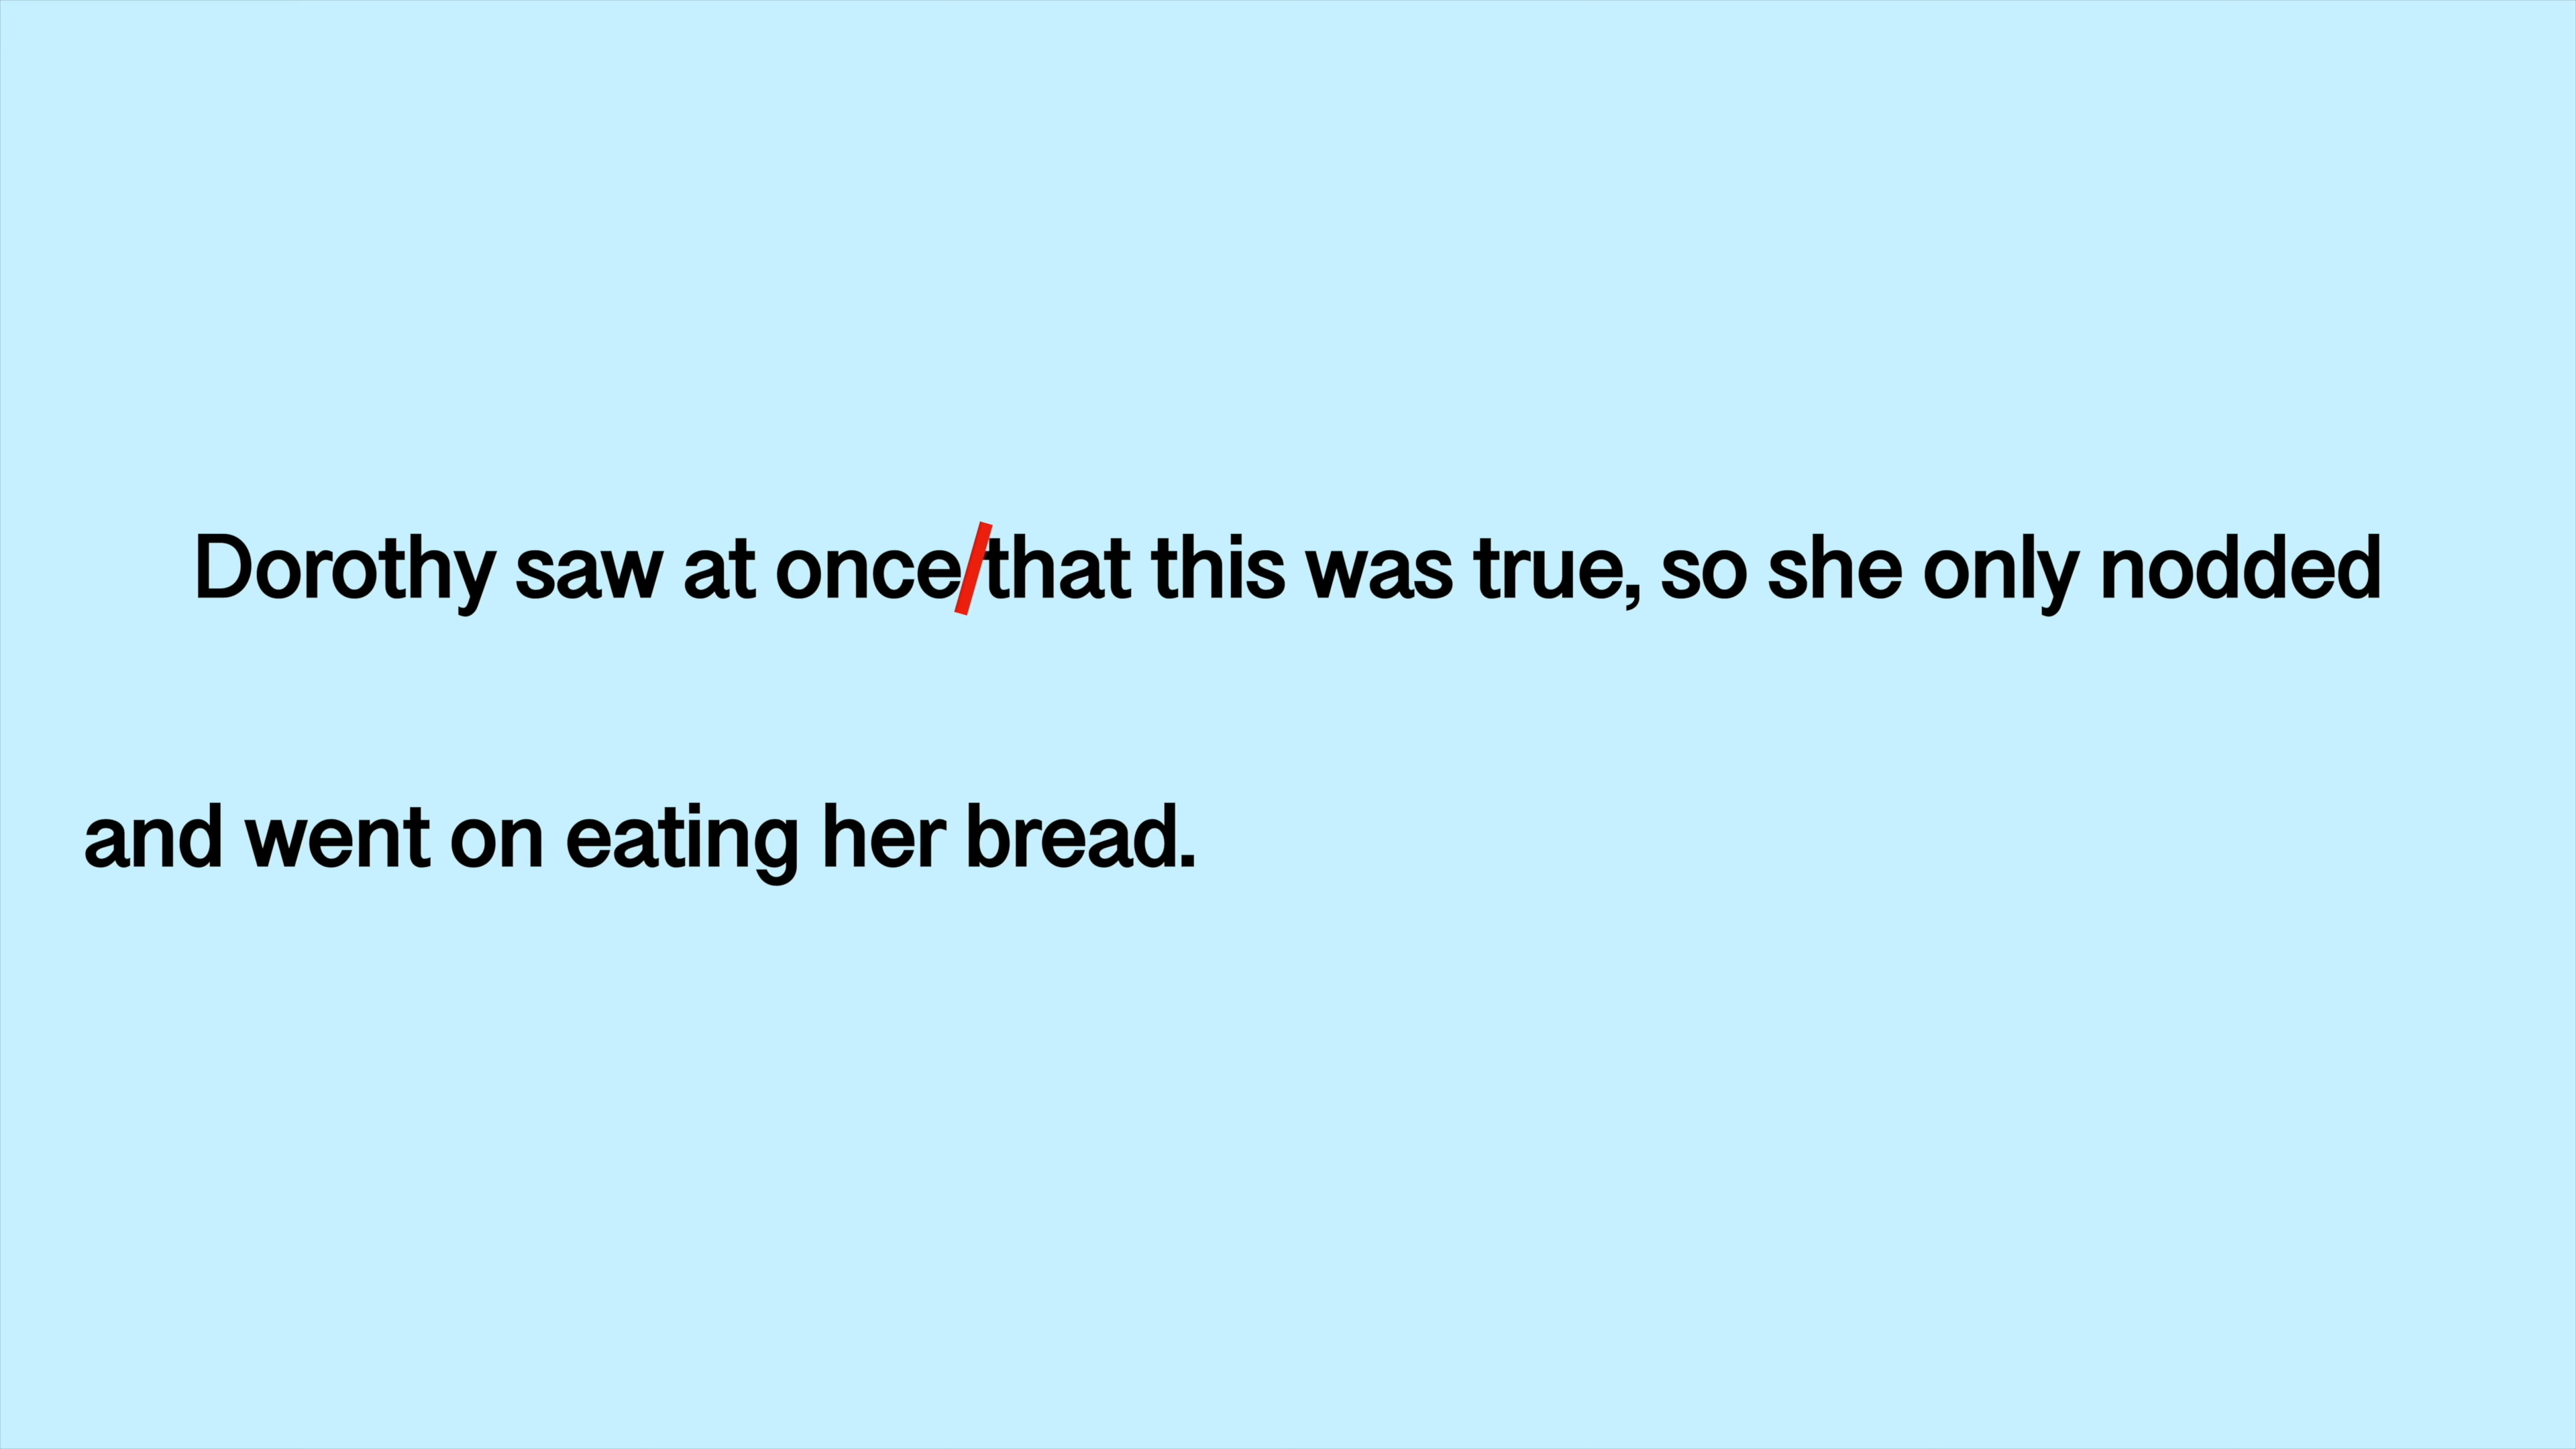 Dorothy saw at once/that this was true, so she only nodded
and went on eating her bread.